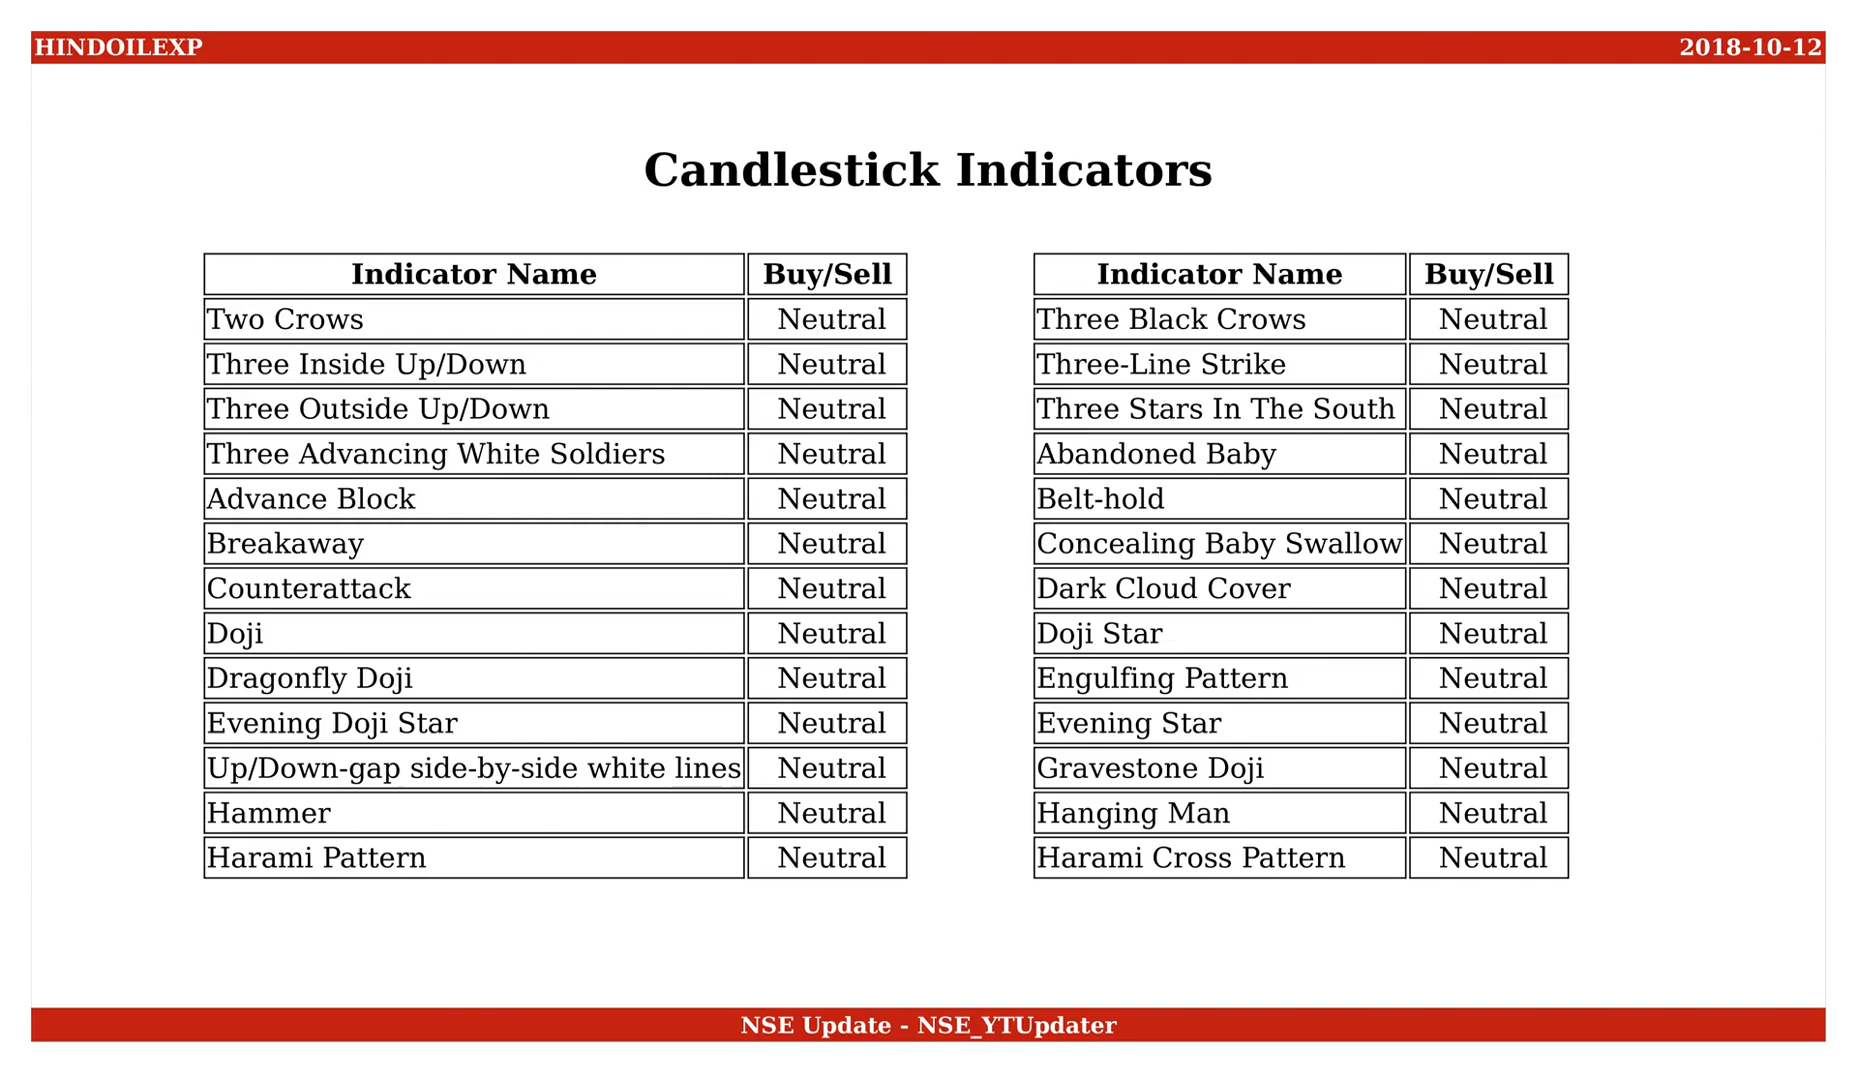 HINDOILEXP 2018-10-12
Candlestick Indicators
Indicator Name Buy/Sell
Two Crows Neutral
Three Inside Up/Down Neutral
Three Outside Up/Down Neutral
Three Advancing White Soldiers Neutral
Advance Block Neutral
Breakaway Neutral
Counterattack Neutral
Doji Neutral
Dragonfly Doji Neutral
Evening Doji Star Neutral
Up/Down-gap side-by-side white lines Neutral
Hammer Neutral
Harami Pattern Neutral
Indicator Name Buy/Sell
Three Black Crows Neutral
Three-Line Strike Neutral
Three Stars In The South Neutral
Abandoned Baby Neutral
Belt-hold Neutral
Concealing Baby Swallow Neutral
Dark Cloud Cover Neutral
Doji Star Neutral
Engulfing Pattern Neutral
Evening Star Neutral
Gravestone Doji Neutral
Hanging Man Neutral
Harami Cross Pattern Neutral
NSE Update - NSE_YTUpdater